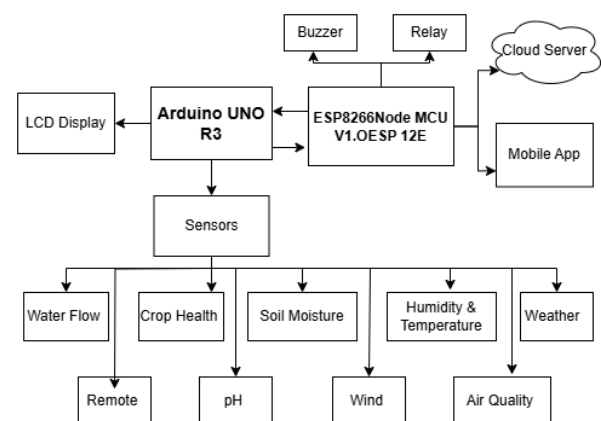 Buzzer
Relay
Cloud Server
LCD Display
Arduino UNO
R3
ESP8266Node MCU
V1.OESP 12E
Mobile App
Sensors
Water Flow
Crop Health
Soil Moisture
Humidity &
Temperature
Weather
Remote
pH
Wind
Air Quality